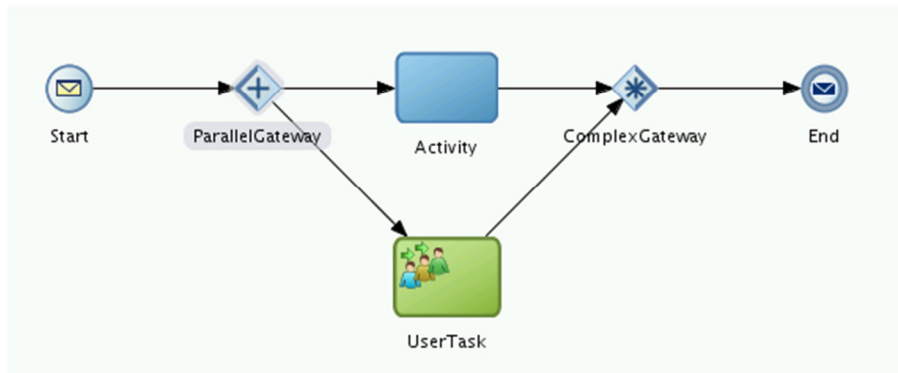 Start
ParallelGateway
Activity
ComplexGateway
End
UserTask